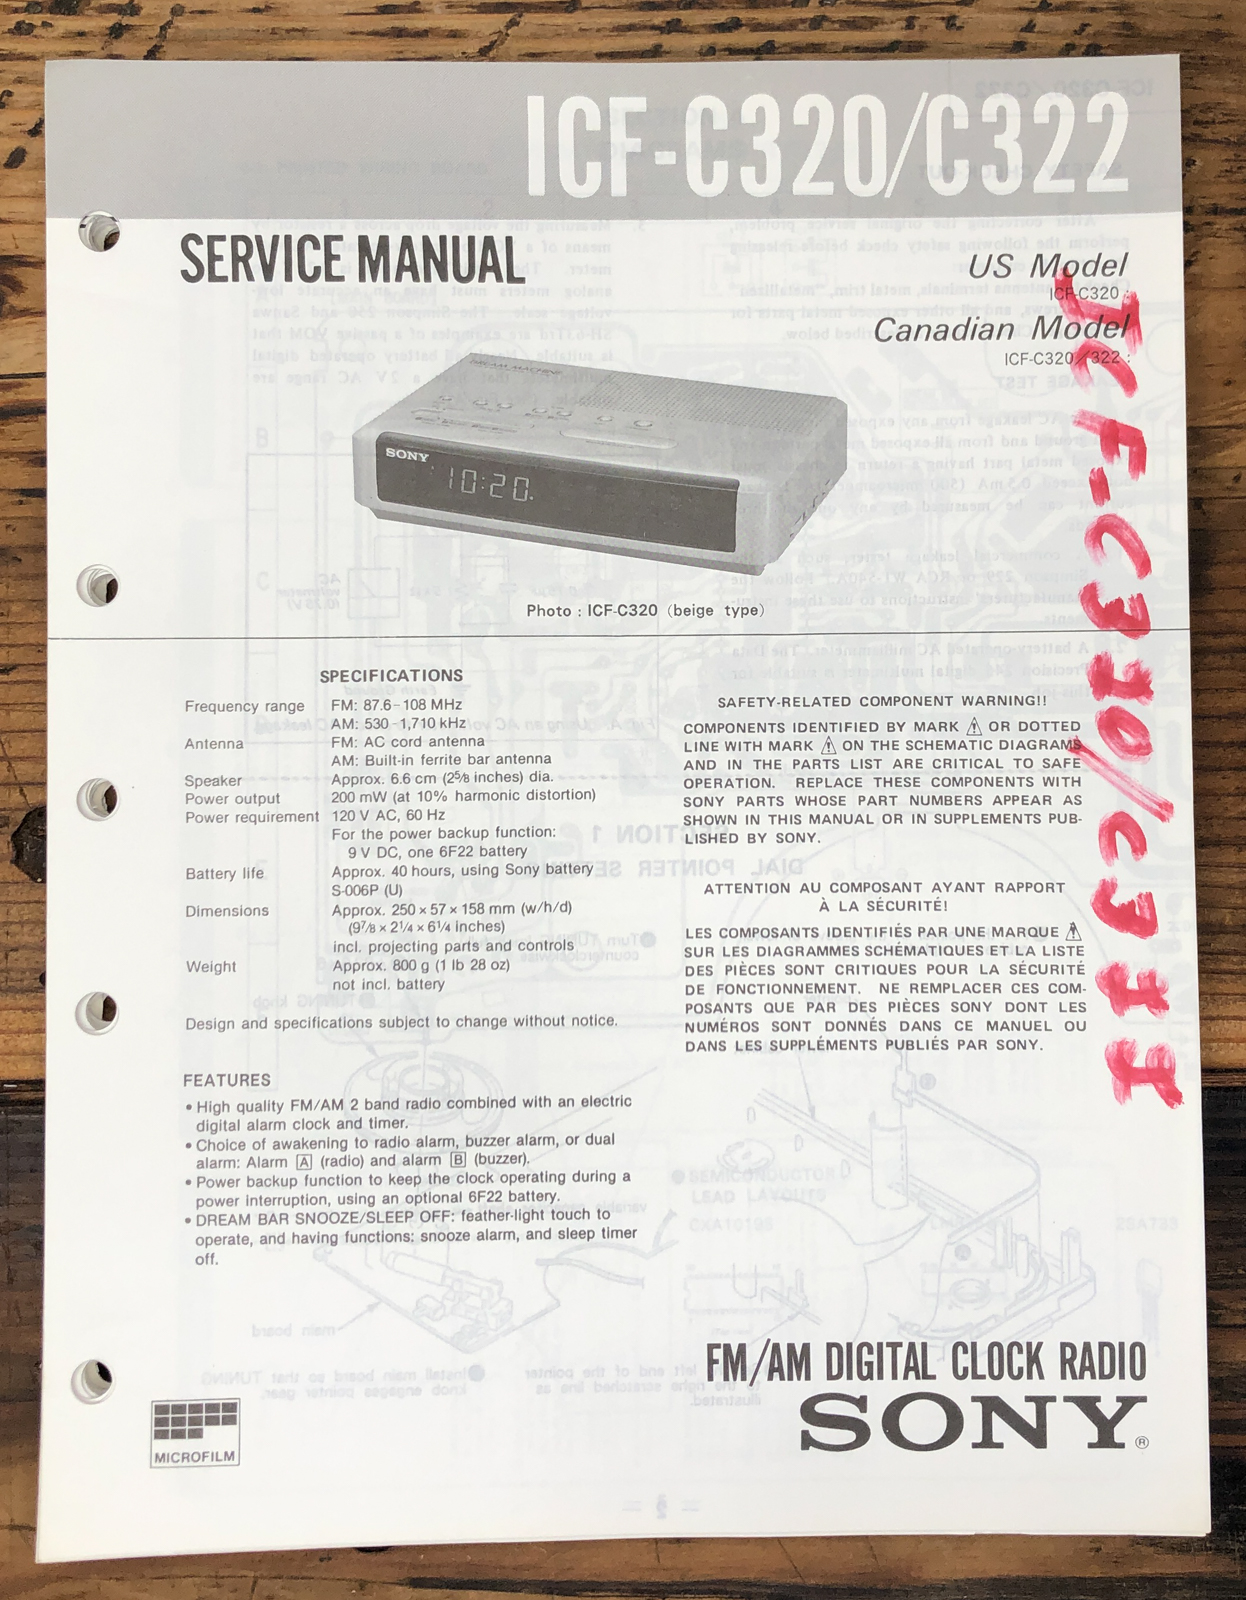 ICF-C320/C322
SERVICE MANUAL
US Model
ICF-C320 :
Canadian Model
ICF-C320/322 :
DREAM MACHINE
SONY
10:20.
Photo : ICF-C320 (beige type)
ICF-C320/C322
SPECIFICATIONS
Frequency range FM: 87.6-108 MHz
AM: 530-1,710 kHz
Antenna FM: AC cord antenna
AM: Built-in ferrite bar antenna
Speaker Approx. 6.6 cm (2⅝ inches) dia.
Power output 200 mW (at 10% harmonic distortion)
Power requirement 120 V AC, 60 Hz
For the power backup function:
9 V DC, one 6F22 battery
Battery life Approx. 40 hours, using Sony battery
S-006P (U)
Dimensions Approx. 250 × 57 × 158 mm (w/h/d)
(9⅞ × 2¼ × 6¼ inches)
incl. projecting parts and controls
Weight Approx. 800 g (1 lb 28 oz)
not incl. battery
Design and specifications subject to change without notice.
FEATURES
• High quality FM/AM 2 band radio combined with an electric
digital alarm clock and timer.
• Choice of awakening to radio alarm, buzzer alarm, or dual
alarm: Alarm A (radio) and alarm B (buzzer).
• Power backup function to keep the clock operating during a
power interruption, using an optional 6F22 battery.
• DREAM BAR SNOOZE/SLEEP OFF: feather-light touch to
operate, and having functions: snooze alarm, and sleep timer
off.
SAFETY-RELATED COMPONENT WARNING!!
COMPONENTS IDENTIFIED BY MARK ⚠ OR DOTTED
LINE WITH MARK ⚠ ON THE SCHEMATIC DIAGRAMS
AND IN THE PARTS LIST ARE CRITICAL TO SAFE
OPERATION. REPLACE THESE COMPONENTS WITH
SONY PARTS WHOSE PART NUMBERS APPEAR AS
SHOWN IN THIS MANUAL OR IN SUPPLEMENTS PUB-
LISHED BY SONY.
ATTENTION AU COMPOSANT AYANT RAPPORT
À LA SÉCURITÉ!
LES COMPOSANTS IDENTIFIÉS PAR UNE MARQUE ⚠
SUR LES DIAGRAMMES SCHÉMATIQUES ET LA LISTE
DES PIÈCES SONT CRITIQUES POUR LA SÉCURITÉ
DE FONCTIONNEMENT. NE REMPLACER CES COM-
POSANTS QUE PAR DES PIÈCES SONY DONT LES
NUMÉROS SONT DONNÉS DANS CE MANUEL OU
DANS LES SUPPLÉMENTS PUBLIÉS PAR SONY.
FM/AM DIGITAL CLOCK RADIO
SONY®
MICROFILM